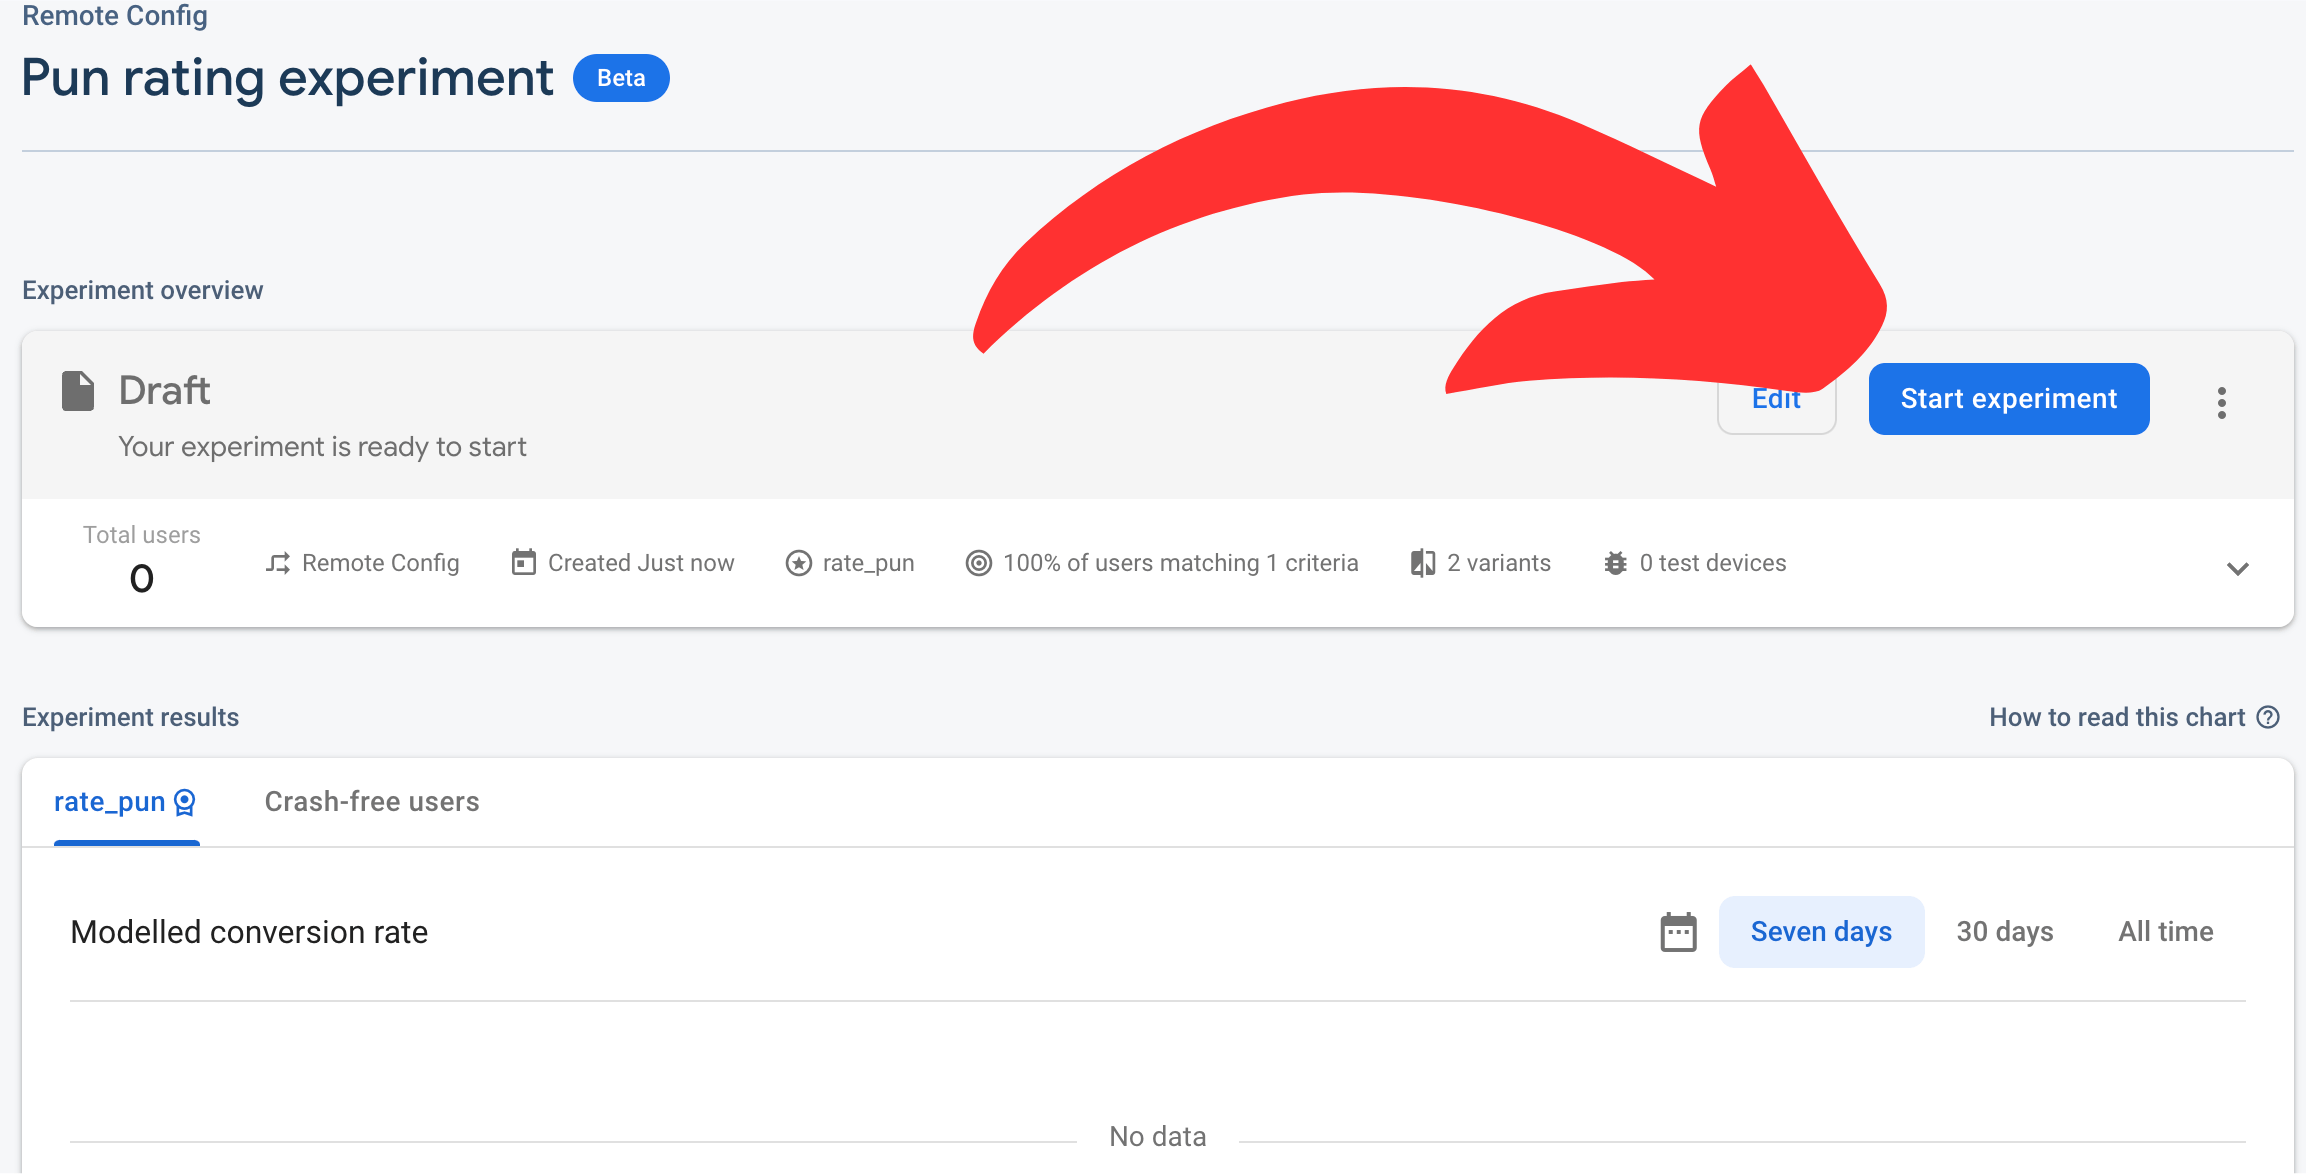 Remote Config
Pun rating experiment Beta
Experiment overview
Draft
Edit
Start experiment
Your experiment is ready to start
Total users
0
Remote Config
Created Just now
rate_pun
100% of users matching 1 criteria
2 variants
0 test devices
Experiment results
How to read this chart
rate_pun
Crash-free users
Modelled conversion rate
Seven days
30 days
All time
No data